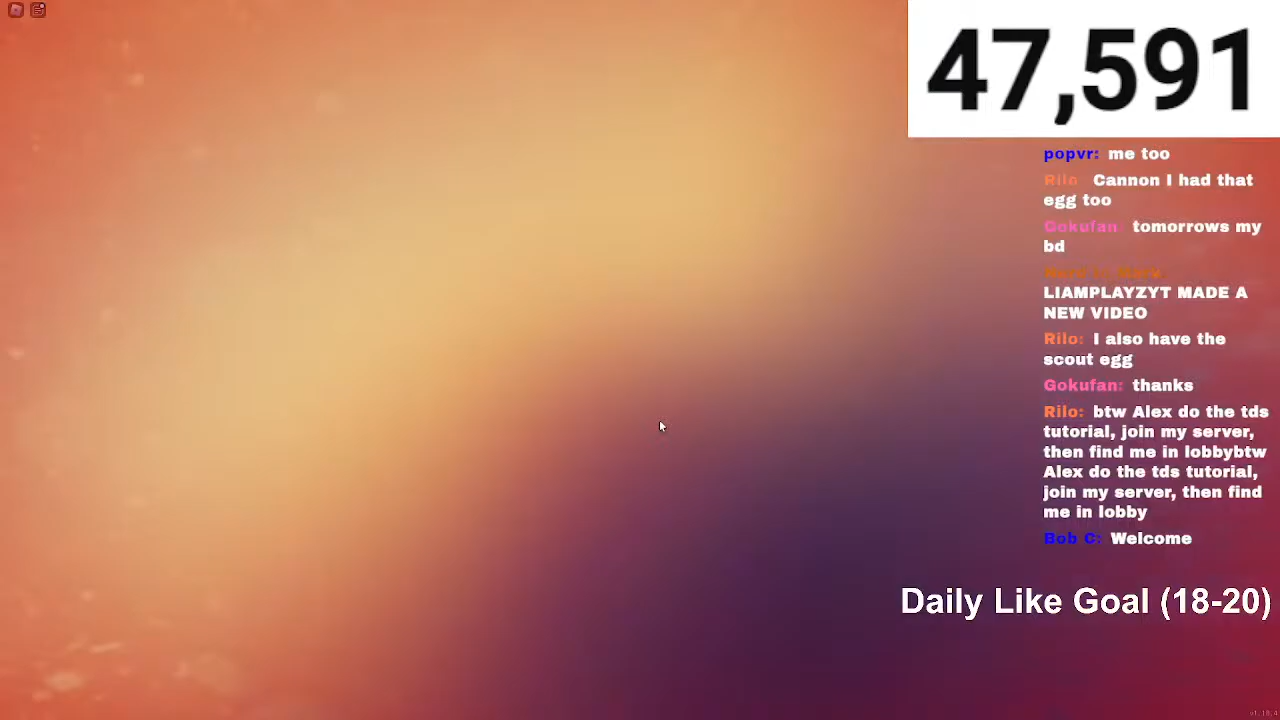 47,591
popvr: me too
Rilo Cannon I had that
egg too
Gokufan: tomorrows my
bd
LIAMPLAYZYT MADE A
NEW VIDEO
Rilo: I also have the
scout egg
Gokufan: thanks
Rilo: btw Alex do the tds
tutorial, join my server,
then find me in lobbybtw
Alex do the tds tutorial,
join my server, then find
me in lobby
Bob C: Welcome
Daily Like Goal (18-20)